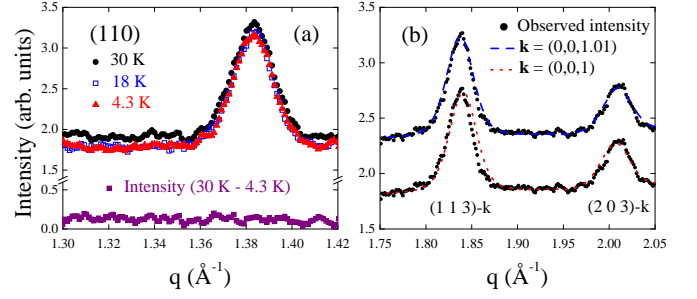 (110)
(a)
30 K
18 K
4.3 K
Intensity (30 K - 4.3 K)
Intensity (arb. units)
3.5
3.0
2.5
2.0
1.5
0.5
0.0
1.30 1.32 1.34 1.36 1.38 1.40 1.42
q (Å-1)
(b)
Observed intensity
k = (0,0,1.01)
k = (0,0,1)
(1 1 3)-k
(2 0 3)-k
3.5
3.0
2.5
2.0
1.5
1.75 1.80 1.85 1.90 1.95 2.00 2.05
q (Å-1)